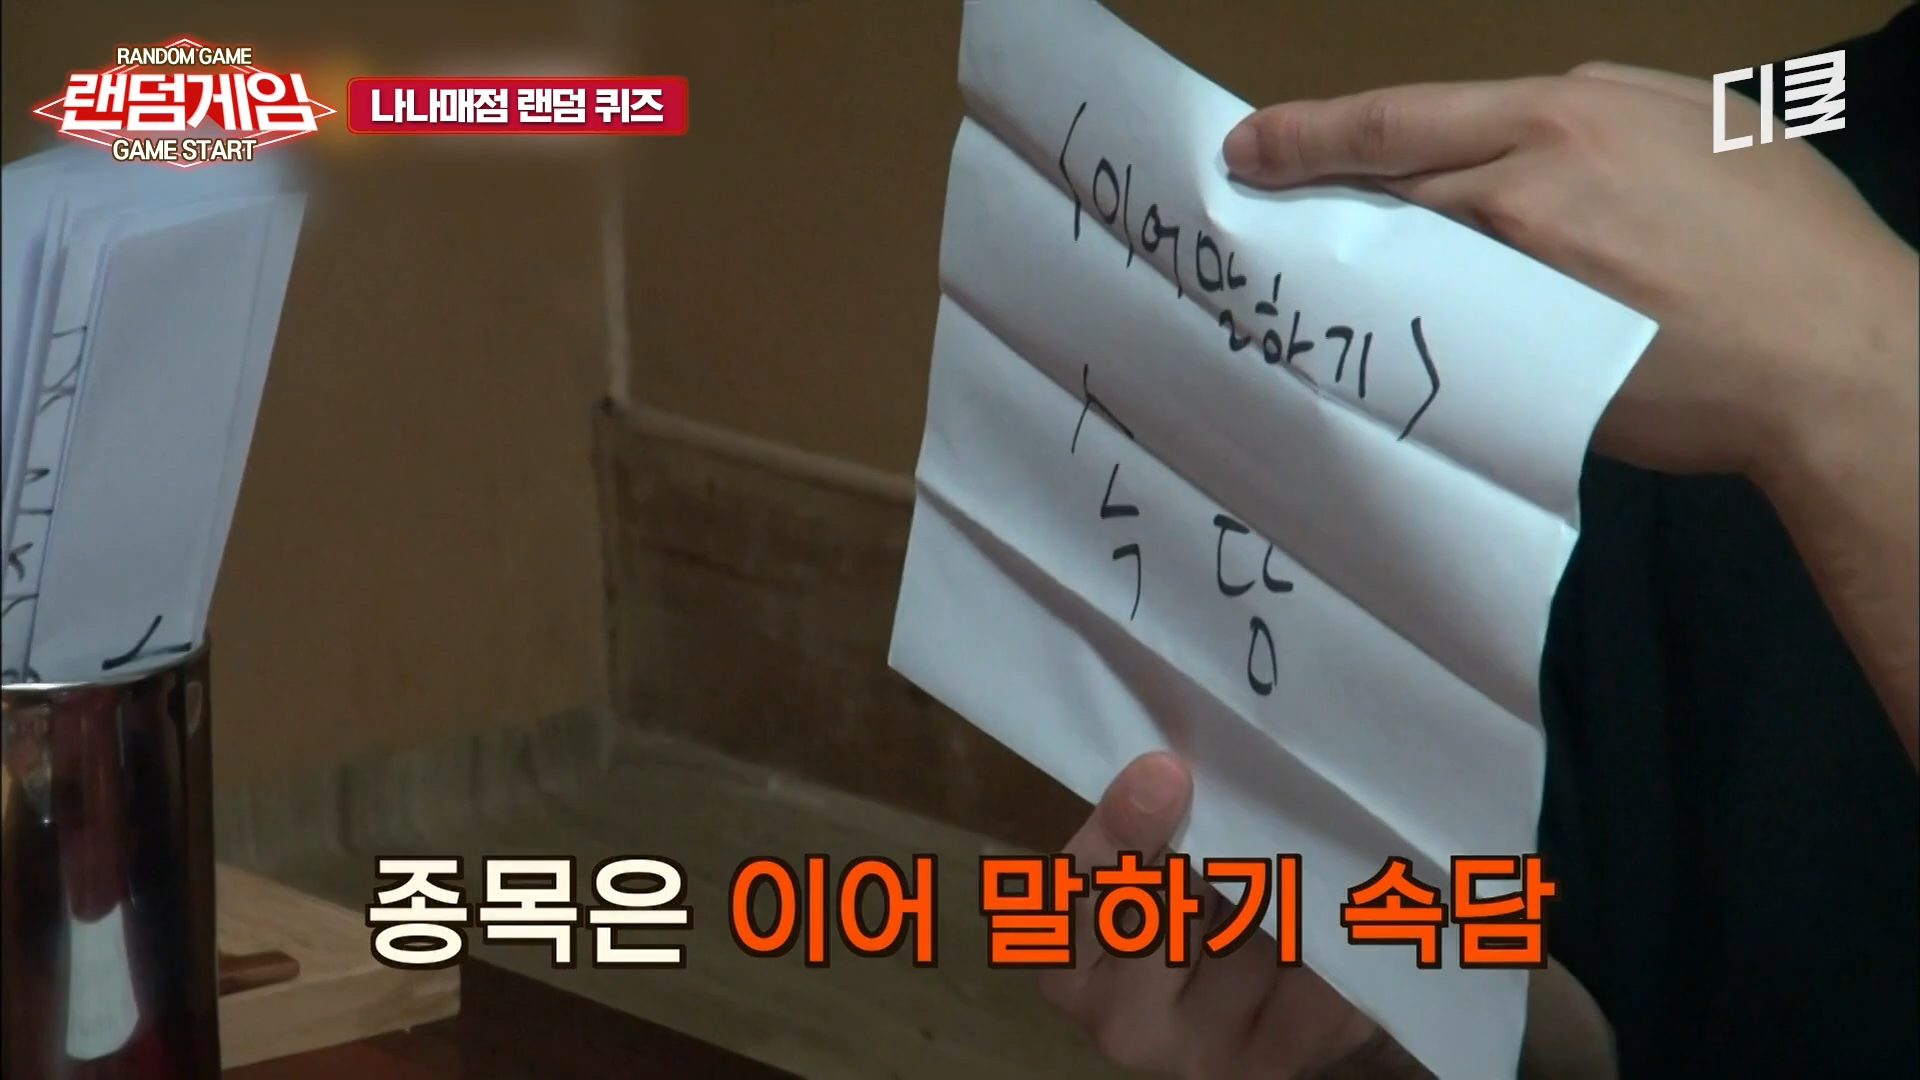 RANDOM GAME
랜덤게임
GAME START
나나매점 랜덤 퀴즈
디글
<이어말하기>
속담
종목은 이어 말하기 속담